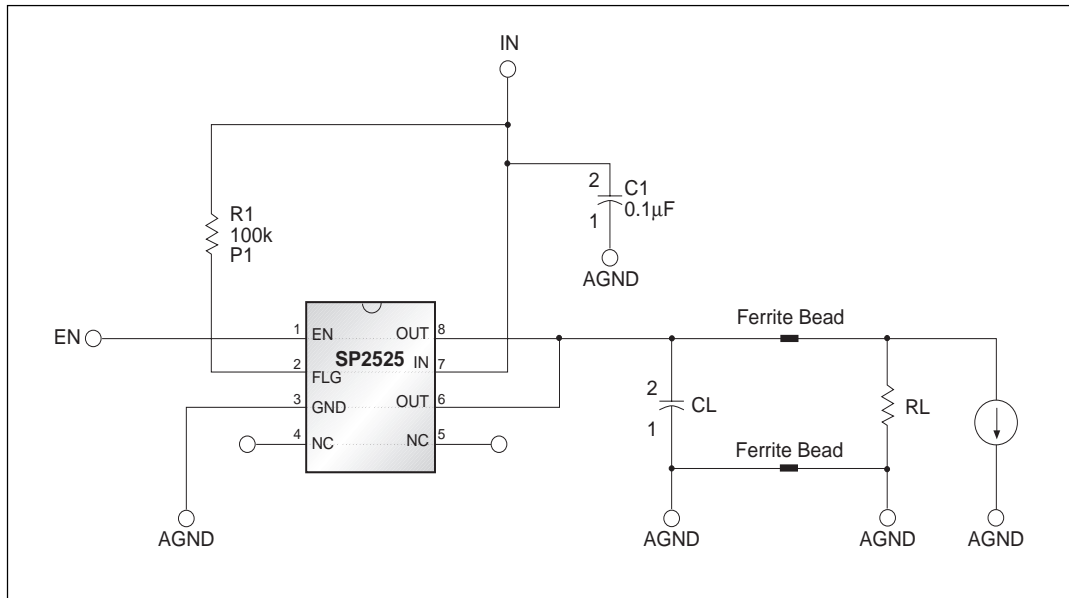 IN
2
C1
1
0.1µF
AGND
R1
100k
P1
EN
1
EN
OUT
8
SP2525
2
FLG
IN
7
3
GND
OUT
6
4
NC
NC
5
AGND
Ferrite Bead
2
CL
1
RL
Ferrite Bead
AGND
AGND
AGND